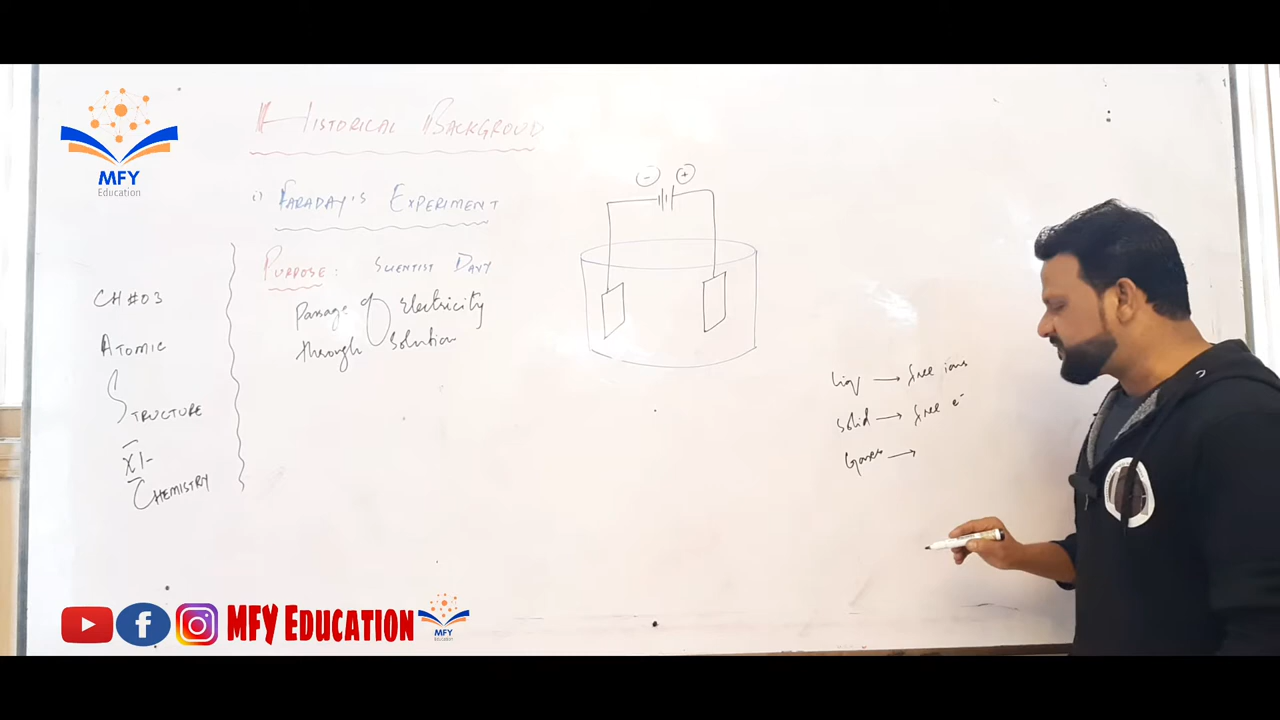 MFY
Education
HISTORICAL BACKGROUD
i) FARADAY'S EXPERIMENT
PURPOSE: SCIENTIST DAVY
Passage of Electricity
through Solution
CH#03
ATOMIC
STRUCTURE
XI-
CHEMISTRY
- +
Liq → free ions
Solid → free e-
Gases →
MFY EDUCATION
MFY